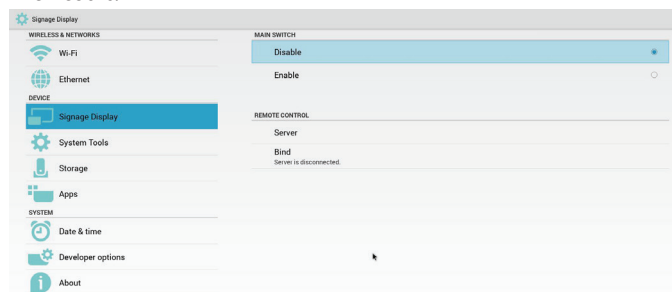 Signage Display
WIRELESS & NETWORKS
Wi-Fi
Ethernet
DEVICE
Signage Display
System Tools
Storage
Apps
SYSTEM
Date & time
Developer options
About
MAIN SWITCH
Disable
Enable
REMOTE CONTROL
Server
Bind
Server is disconnected.